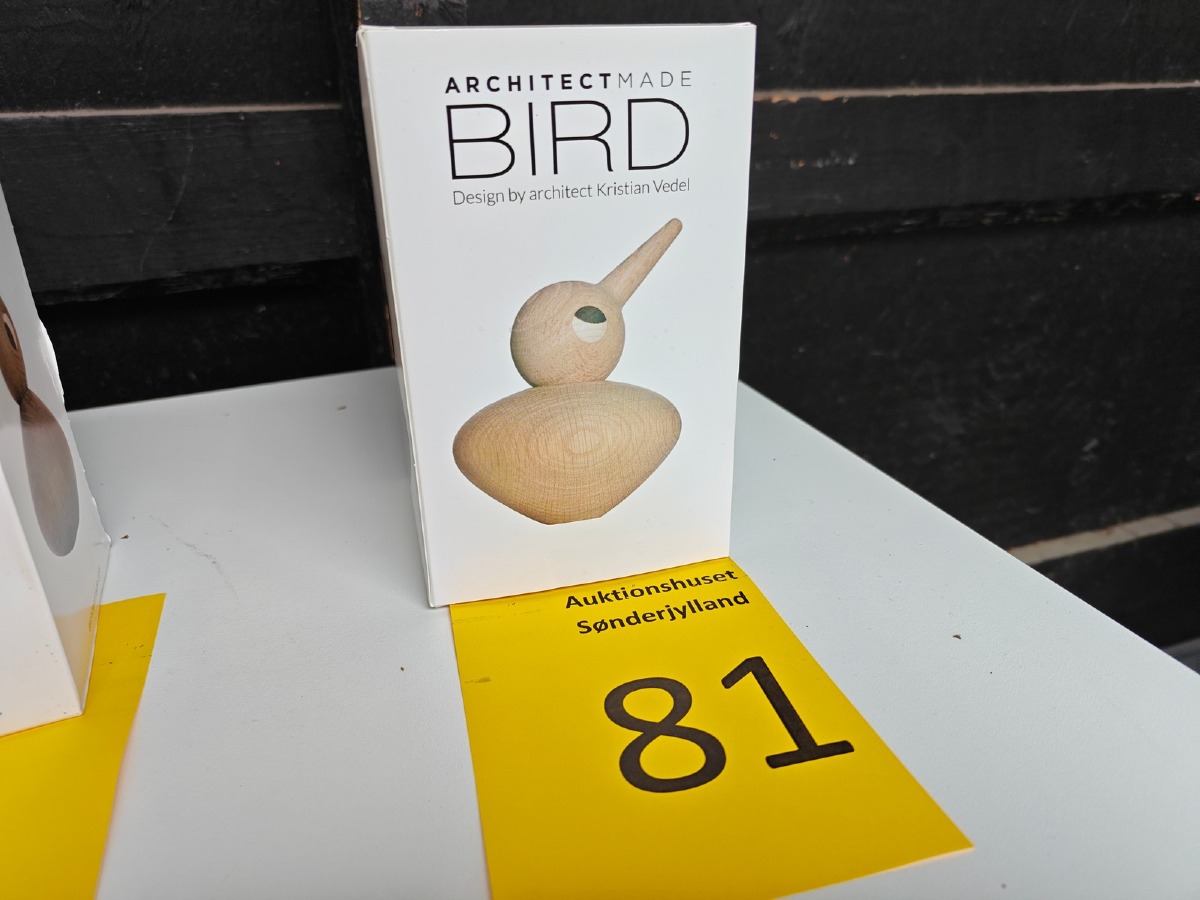 ARCHITECTMADE
BIRD
Design by architect Kristian Vedel
Auktionshuset
Sønderjylland
81